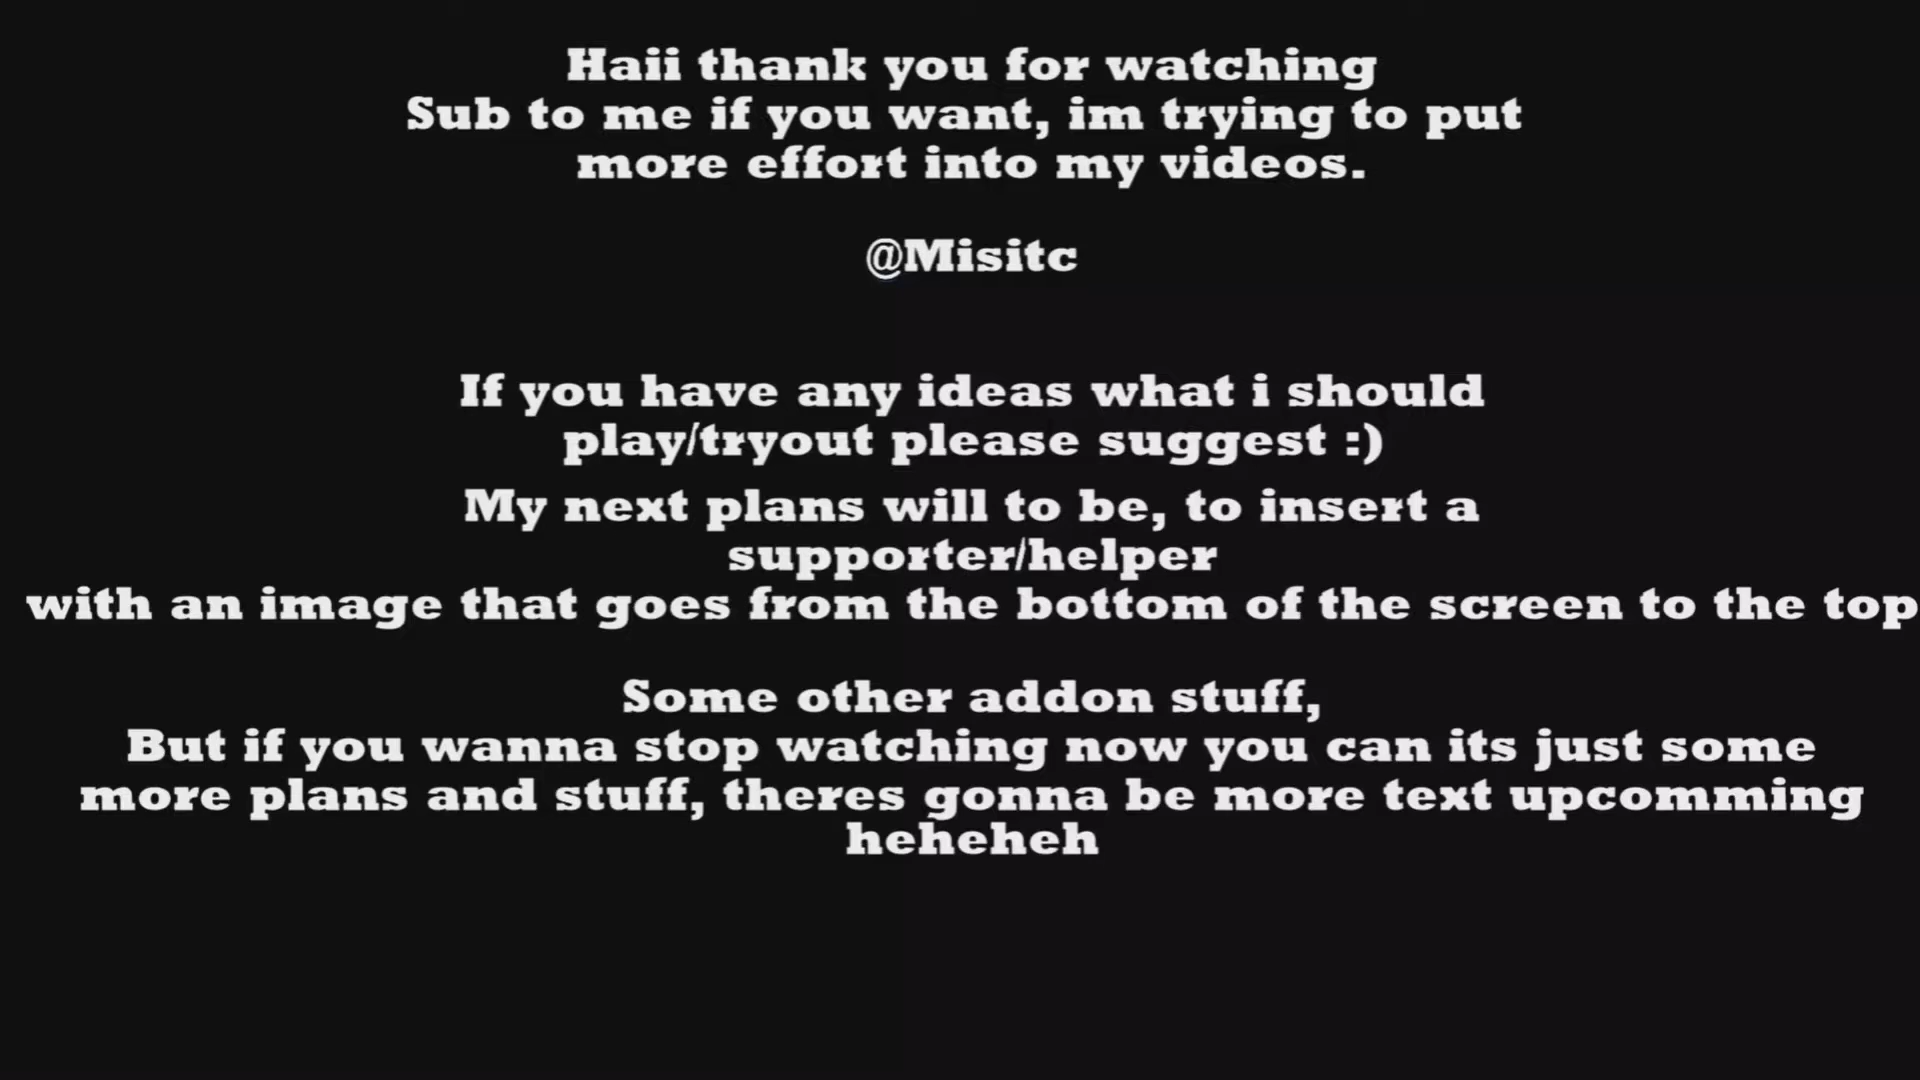 Haii thank you for watching
Sub to me if you want, im trying to put
more effort into my videos.
@Misitc
If you have any ideas what i should
play/tryout please suggest :)
My next plans will to be, to insert a
supporter/helper
with an image that goes from the bottom of the screen to the top
Some other addon stuff,
But if you wanna stop watching now you can its just some
more plans and stuff, theres gonna be more text upcomming
heheheh